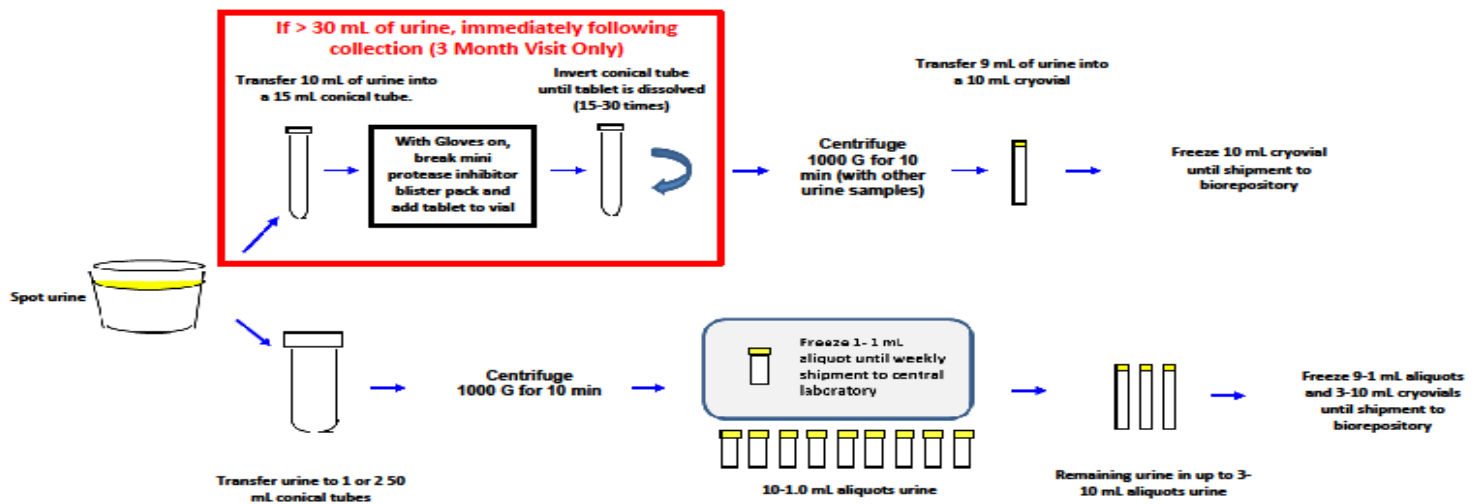 If > 30 mL of urine, immediately following
collection (3 Month Visit Only)
Transfer 10 mL of urine into
a 15 mL conical tube.
Invert conical tube
until tablet is dissolved
(15-30 times)
With Gloves on,
break mini
protease inhibitor
blister pack and
add tablet to vial
Centrifuge
1000 G for 10
min (with other
urine samples)
Transfer 9 mL of urine into
a 10 mL cryovial
Freeze 10 mL cryovial
until shipment to
biorepository
Spot urine
Transfer urine to 1 or 2 50
mL conical tubes
Centrifuge
1000 G for 10 min
Freeze 1- 1 mL
aliquot until weekly
shipment to central
laboratory
10-1.0 mL aliquots urine
Remaining urine in up to 3-
10 mL aliquots urine
Freeze 9-1 mL aliquots
and 3-10 mL cryovials
until shipment to
biorepository